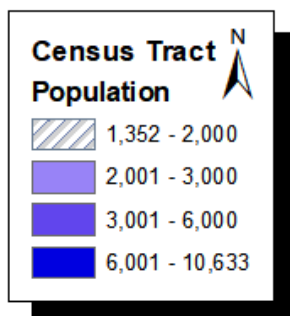 Census Tract N
Population
1,352 - 2,000
2,001 - 3,000
3,001 - 6,000
6,001 - 10,633